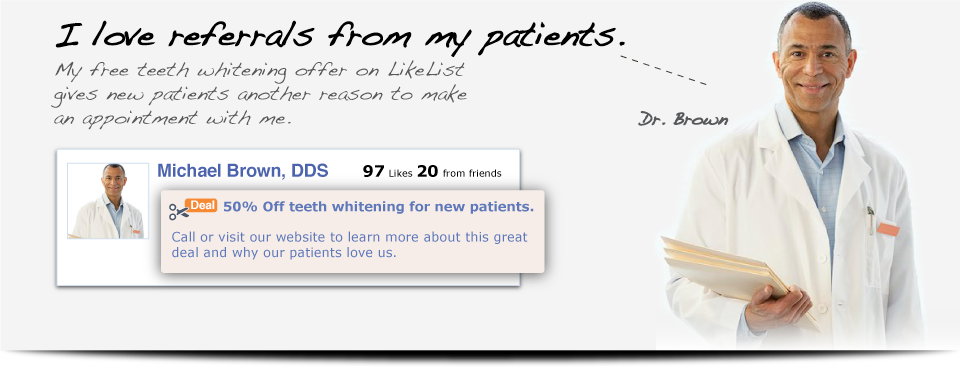 I love referrals from my patients.
My free teeth whitening offer on LikeList
gives new patients another reason to make
an appointment with me.
Dr. Brown
Michael Brown, DDS 97 Likes 20 from friends
Deal 50% Off teeth whitening for new patients.
Call or visit our website to learn more about this great
deal and why our patients love us.